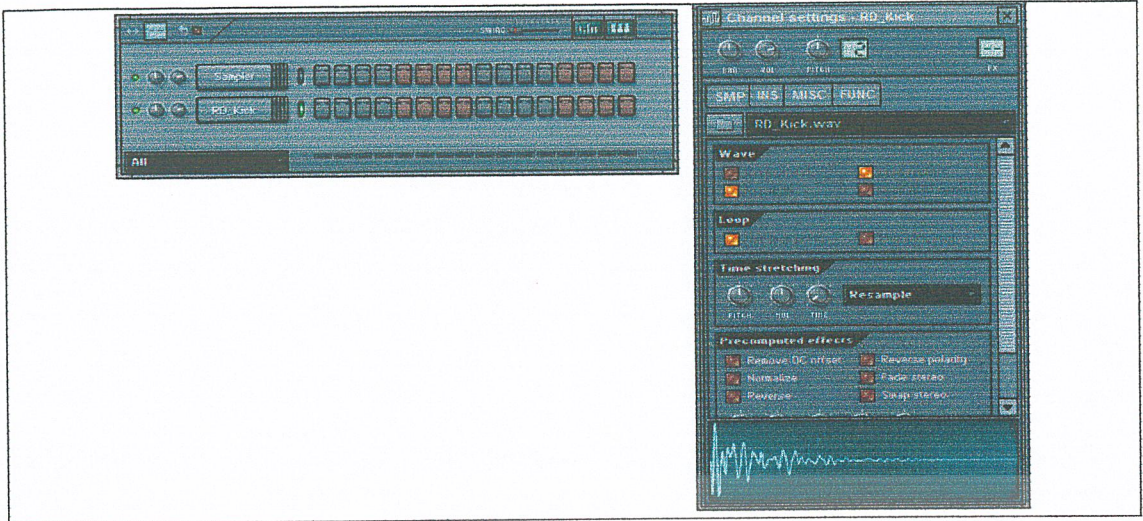 SWING
Sampler
RD_Kick
All
Channel settings - RD_Kick
PAN VOL PITCH FX
SMP INS MISC FUNC
RD_Kick.wav
Wave
Loop
Time stretching
Resample
PITCH MUL TIME
Precomputed effects
Remove DC offset Reverse polarity
Normalize Fade stereo
Reverse Swap stereo